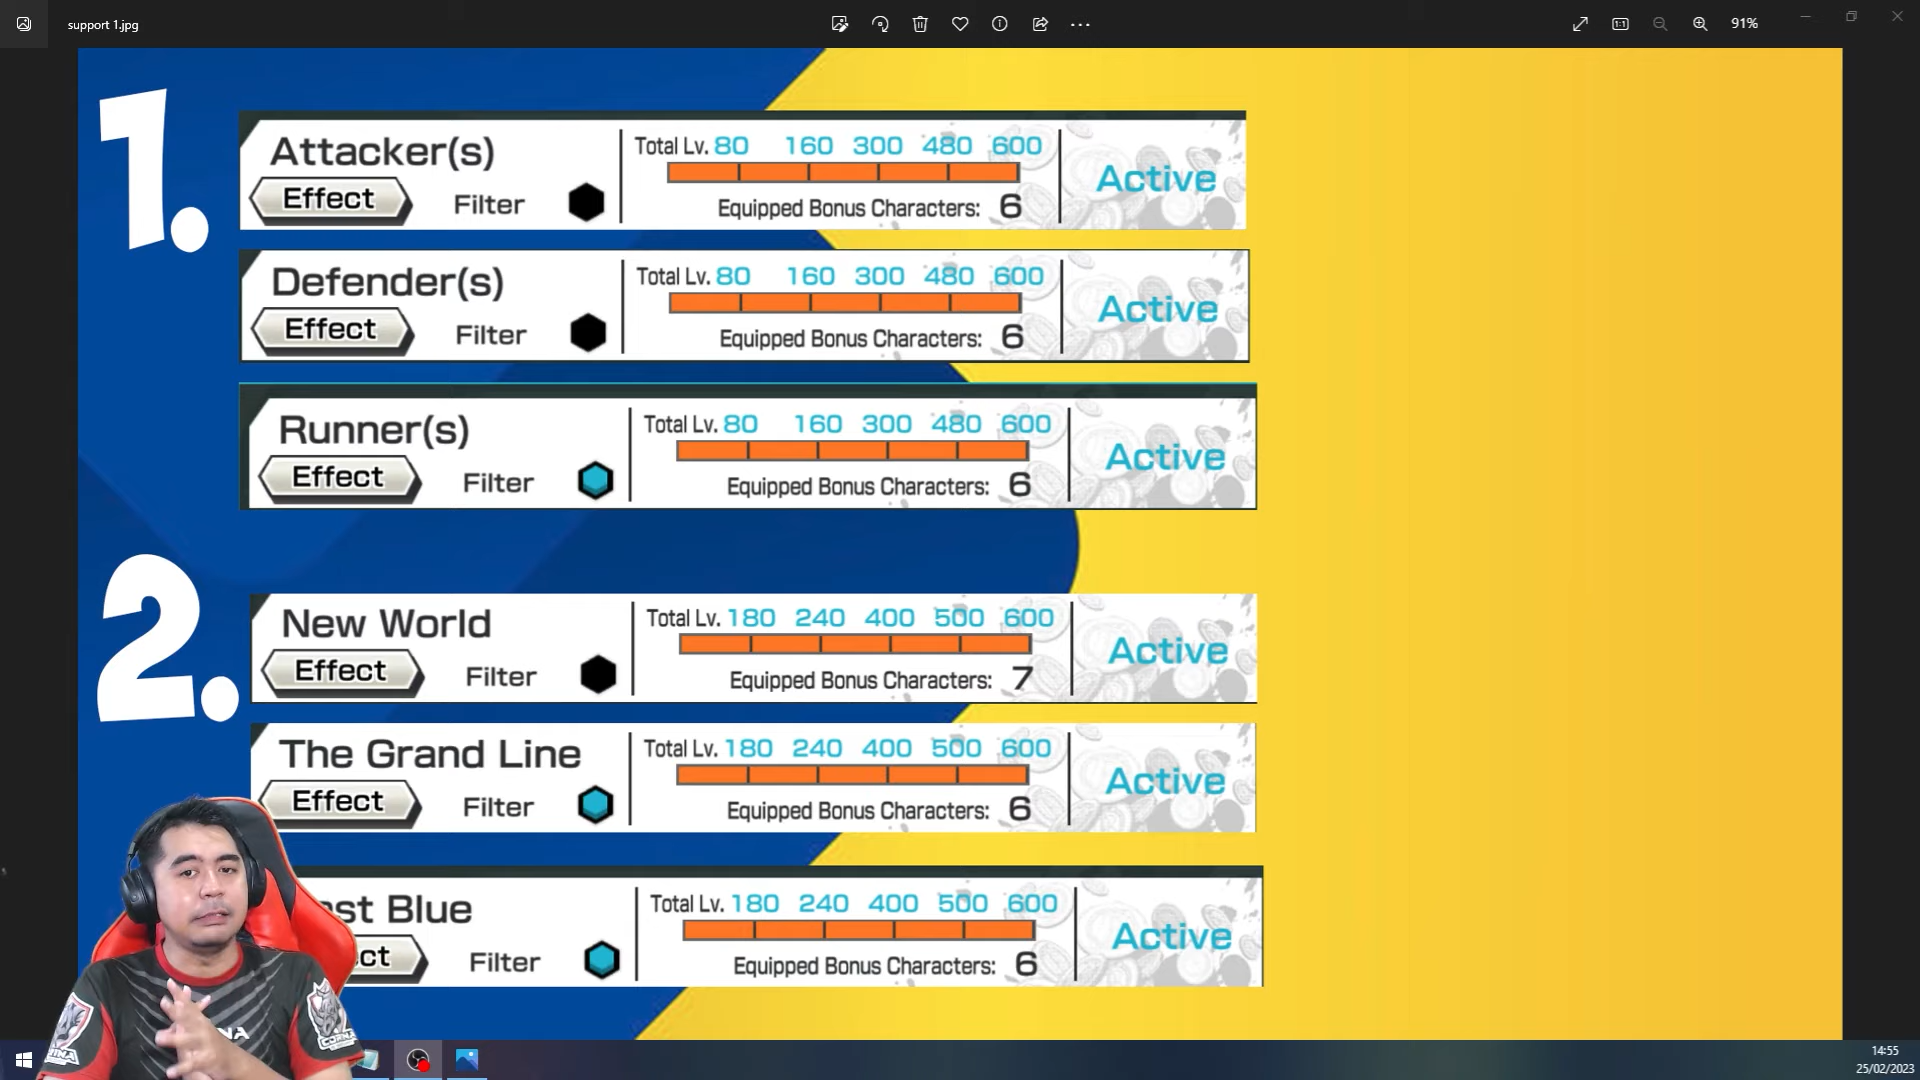 support 1.jpg
91%
1.
Attacker(s)
Total Lv. 80 160 300 480 600
Effect Filter
Equipped Bonus Characters: 6
Active
Defender(s)
Total Lv. 80 160 300 480 600
Effect Filter
Equipped Bonus Characters: 6
Active
Runner(s)
Total Lv. 80 160 300 480 600
Effect Filter
Equipped Bonus Characters: 6
Active
2.
New World
Total Lv. 180 240 400 500 600
Effect Filter
Equipped Bonus Characters: 7
Active
The Grand Line
Total Lv. 180 240 400 500 600
Effect Filter
Equipped Bonus Characters: 6
Active
st Blue
Total Lv. 180 240 400 500 600
ct Filter
Equipped Bonus Characters: 6
Active
14:55
25/02/2023